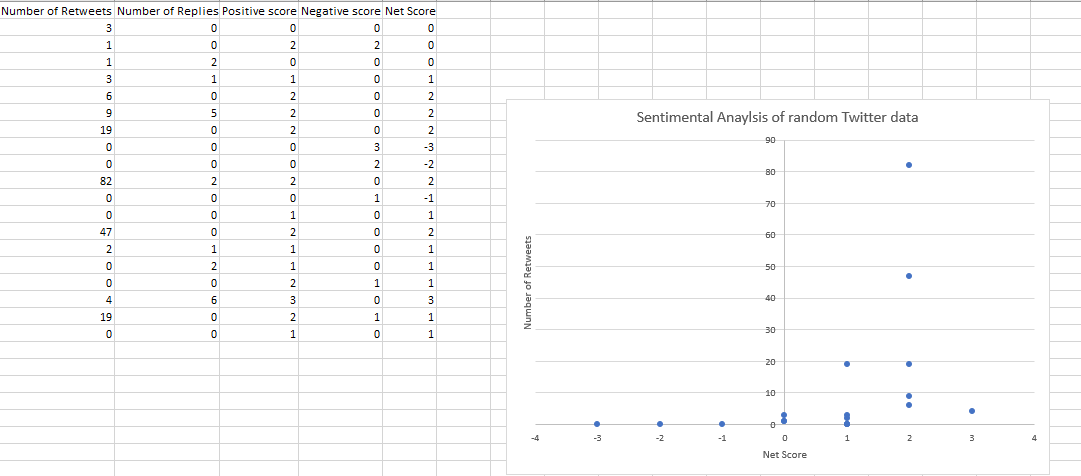 Number of Retweets Number of Replies Positive score Negative score Net Score
3 0 0 0 0
1 0 2 2 0
1 2 0 0 0
3 1 1 0 1
6 0 2 0 2
9 5 2 0 2
19 0 2 0 2
0 0 0 3 -3
0 0 0 2 -2
82 2 2 0 2
0 0 0 1 -1
0 0 1 0 1
47 0 2 0 2
2 1 1 0 1
0 2 1 0 1
0 0 2 1 1
4 6 3 0 3
19 0 2 1 1
0 0 1 0 1
Sentimental Anaylsis of random Twitter data
Number of Retweets
90
80
70
60
50
40
30
20
10
0
-4 -3 -2 -1 0 1 2 3 4
Net Score